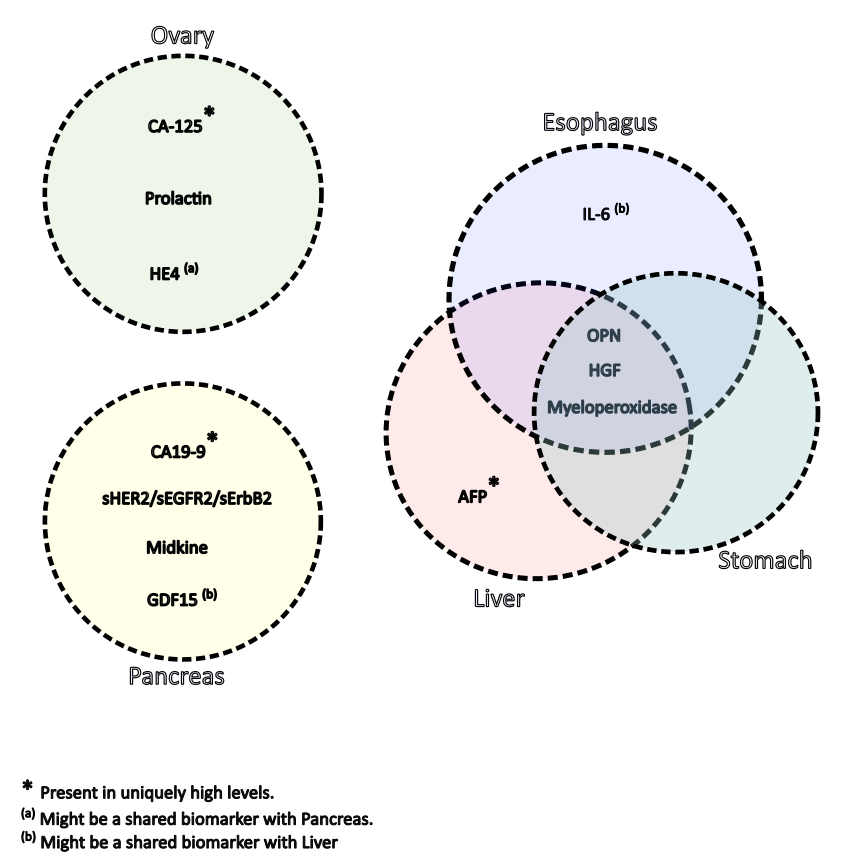 Ovary
CA-125 *
Prolactin
HE4 (a)
Esophagus
IL-6 (b)
OPN
HGF
Myeloperoxidase
AFP *
Stomach
Liver
CA19-9 *
sHER2/sEGFR2/sErbB2
Midkine
GDF15 (b)
Pancreas
* Present in uniquely high levels.
(a) Might be a shared biomarker with Pancreas.
(b) Might be a shared biomarker with Liver